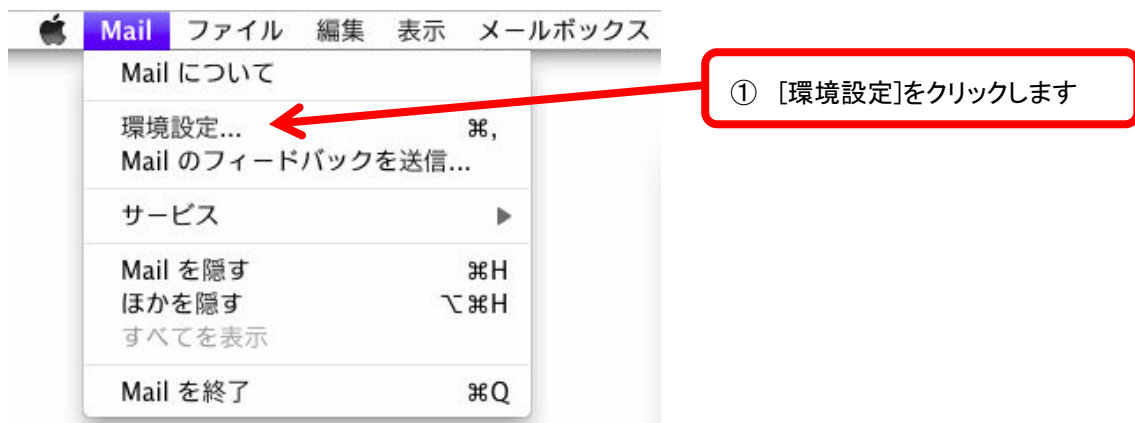 Mail ファイル 編集 表示 メールボックス
Mail について
① [環境設定]をクリックします
環境設定... ⌘,
Mail のフィードバックを送信...
サービス ▶
Mail を隠す ⌘H
ほかを隠す ⌥⌘H
すべてを表示
Mail を終了 ⌘Q